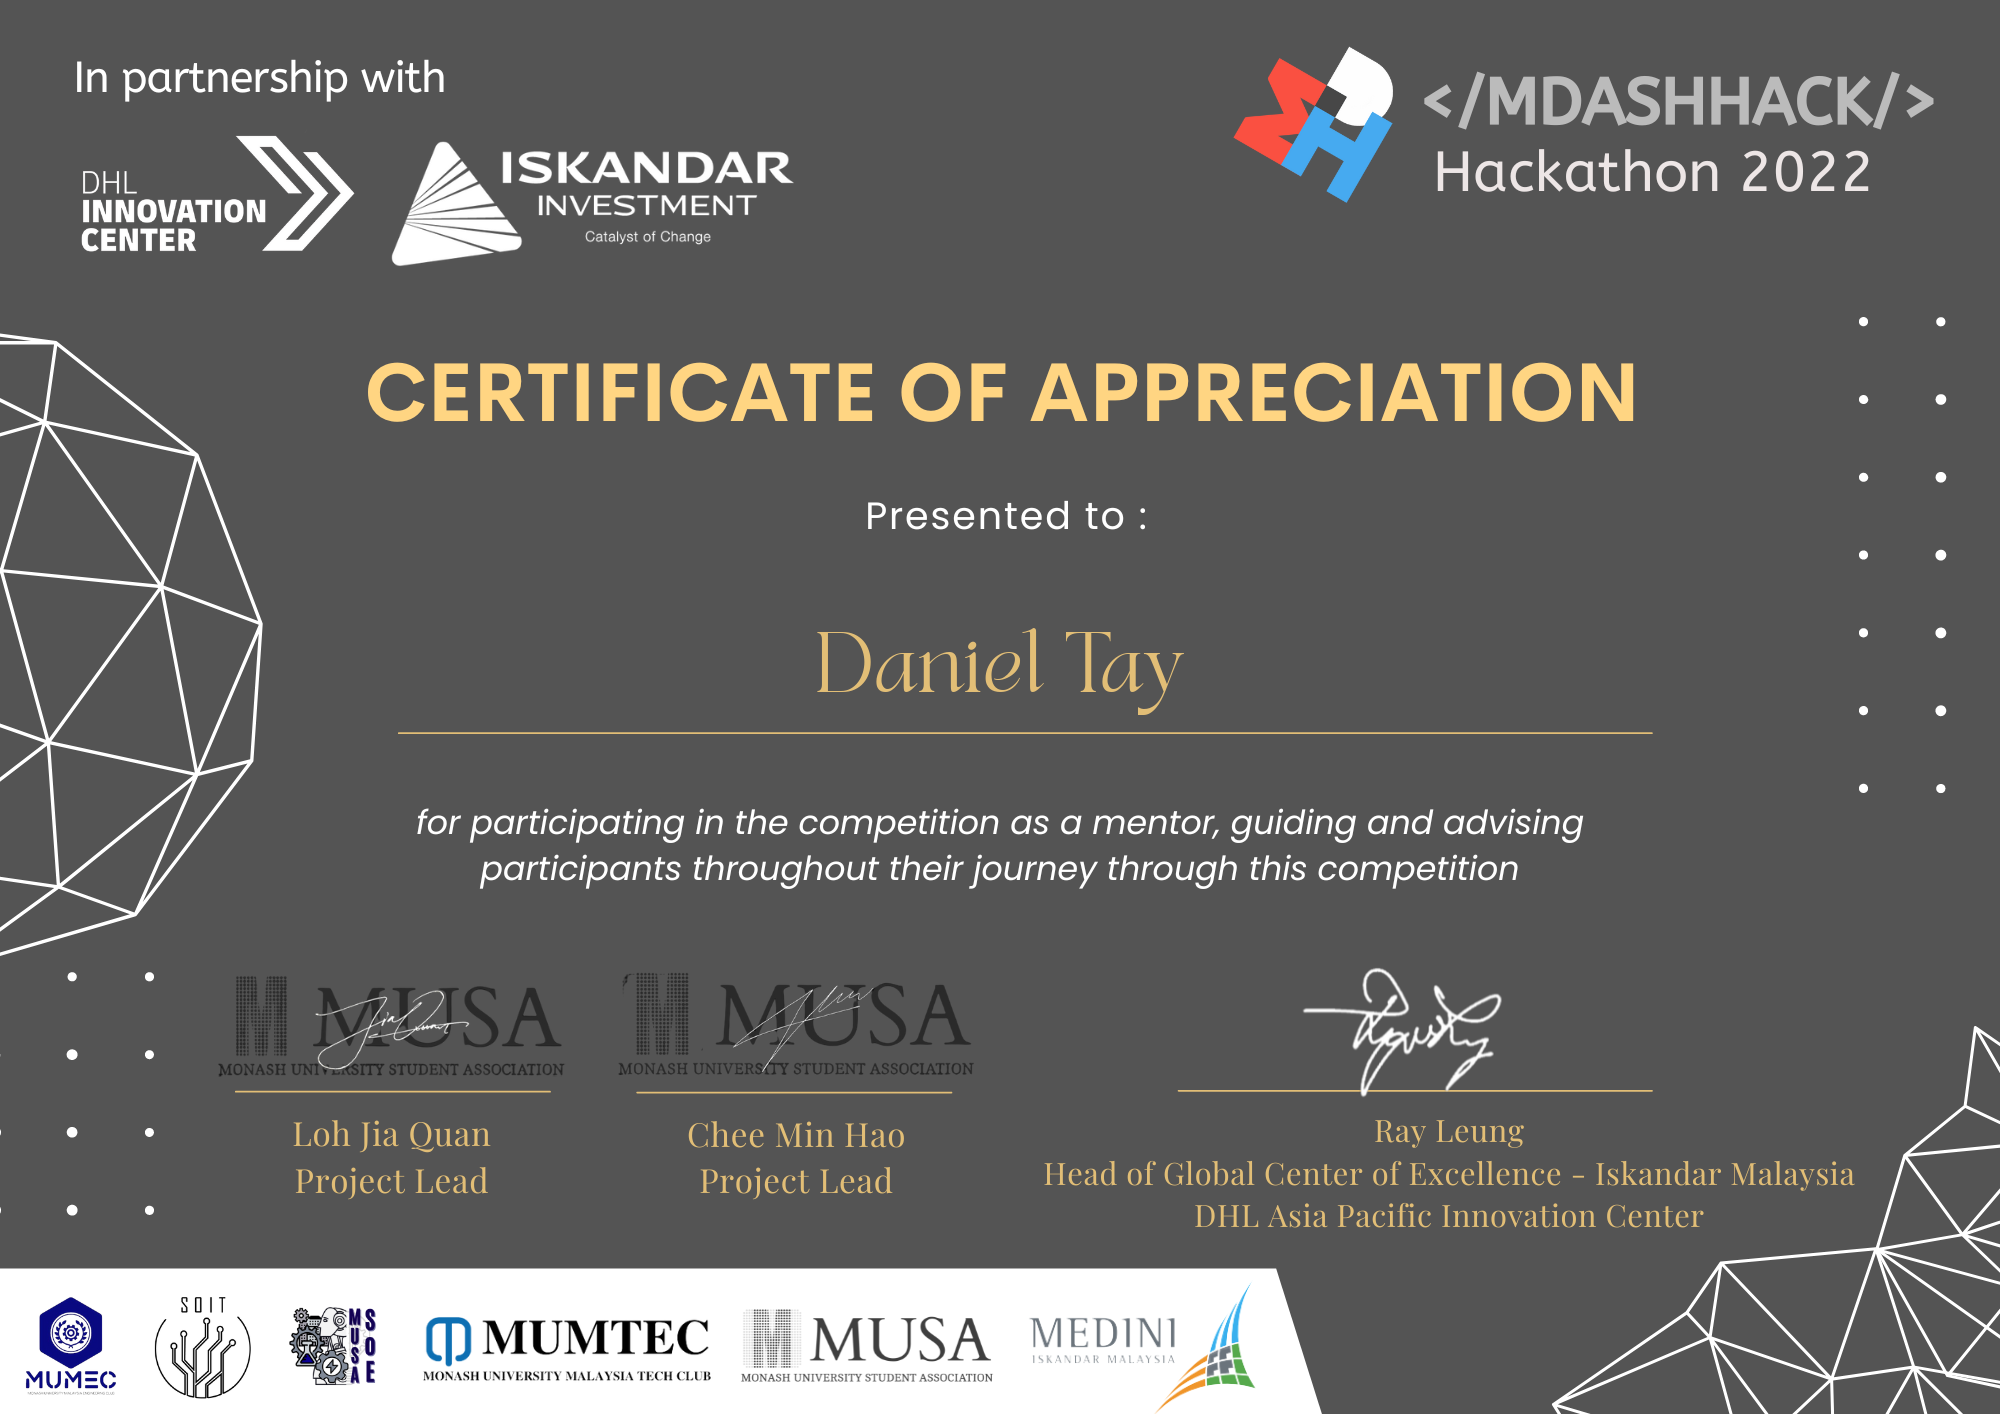 In partnership with
DHL
INNOVATION
CENTER
ISKANDAR
INVESTMENT
Catalyst of Change
MDH
</MDASHHACK/>
Hackathon 2022
CERTIFICATE OF APPRECIATION
Presented to :
Daniel Tay
for participating in the competition as a mentor, guiding and advising
participants throughout their journey through this competition
M MUSA
MONASH UNIVERSITY STUDENT ASSOCIATION
Jia Quan
Loh Jia Quan
Project Lead
M MUSA
MONASH UNIVERSITY STUDENT ASSOCIATION
Chee Min Hao
Project Lead
Ray Leung
Head of Global Center of Excellence - Iskandar Malaysia
DHL Asia Pacific Innovation Center
MUMEC
SOIT
MUSA
SOE
MUMTEC
MONASH UNIVERSITY MALAYSIA TECH CLUB
M MUSA
MONASH UNIVERSITY STUDENT ASSOCIATION
MEDINI
ISKANDAR MALAYSIA